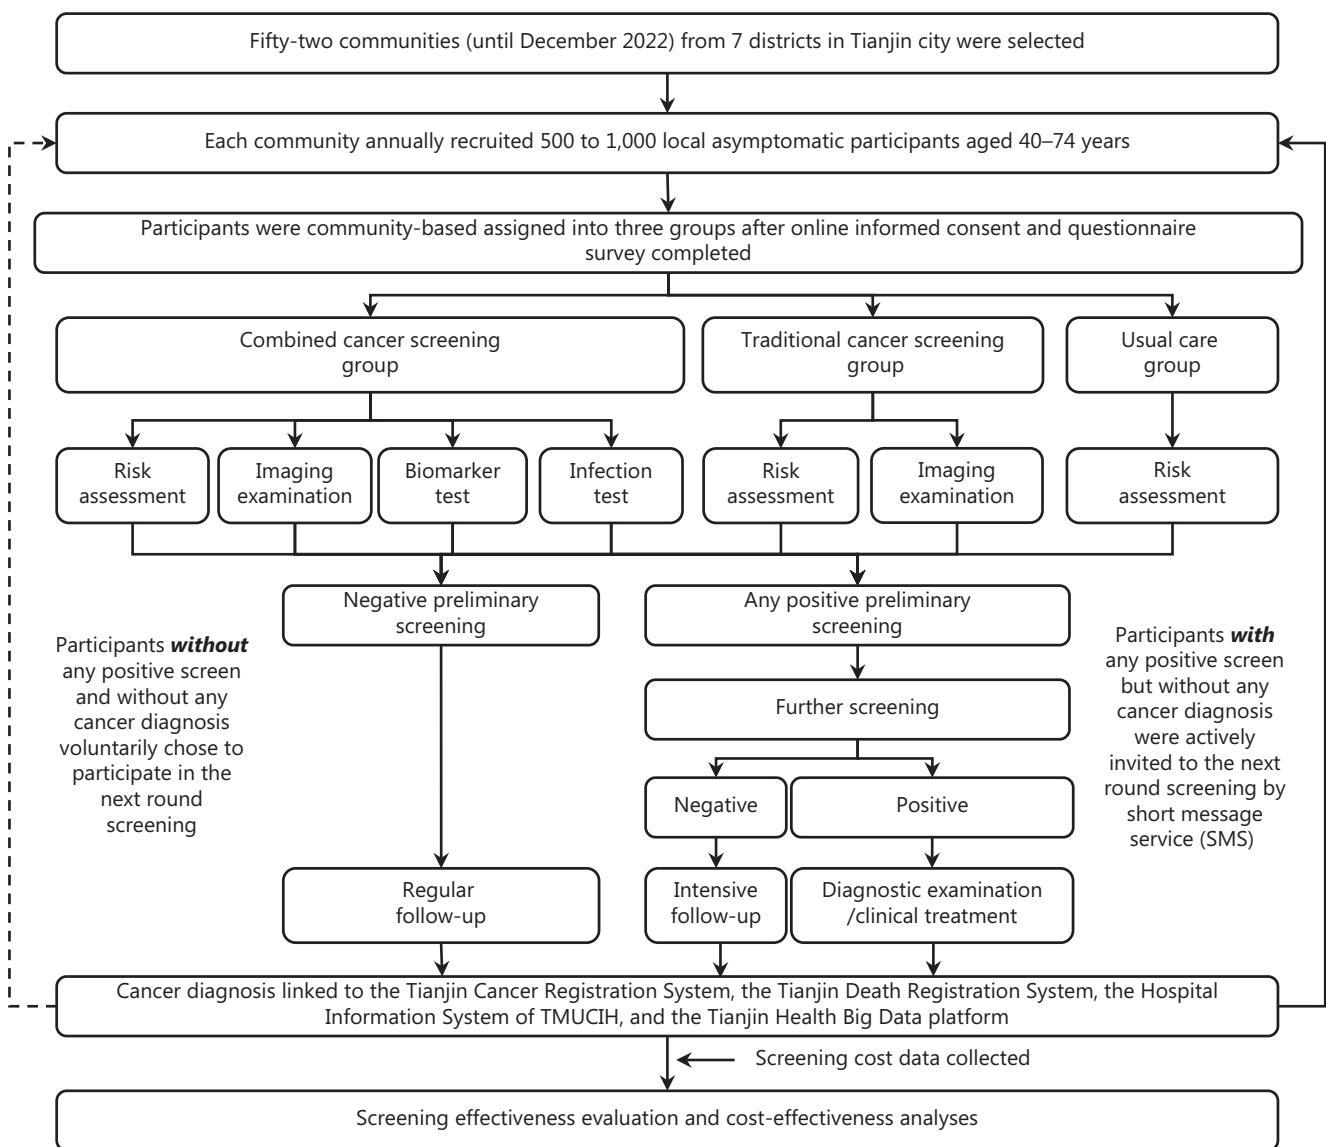 Fifty-two communities (until December 2022) from 7 districts in Tianjin city were selected
Each community annually recruited 500 to 1,000 local asymptomatic participants aged 40–74 years
Participants were community-based assigned into three groups after online informed consent and questionnaire
survey completed
Combined cancer screening
group
Traditional cancer screening
group
Usual care
group
Risk
assessment
Imaging
examination
Biomarker
test
Infection
test
Risk
assessment
Imaging
examination
Risk
assessment
Negative preliminary
screening
Any positive preliminary
screening
Participants without
any positive screen
and without any
cancer diagnosis
voluntarily chose to
participate in the
next round
screening
Participants with
any positive screen
but without any
cancer diagnosis
were actively
invited to the next
round screening by
short message
service (SMS)
Further screening
Negative
Positive
Regular
follow-up
Intensive
follow-up
Diagnostic examination
/clinical treatment
Cancer diagnosis linked to the Tianjin Cancer Registration System, the Tianjin Death Registration System, the Hospital
Information System of TMUCIH, and the Tianjin Health Big Data platform
Screening cost data collected
Screening effectiveness evaluation and cost-effectiveness analyses